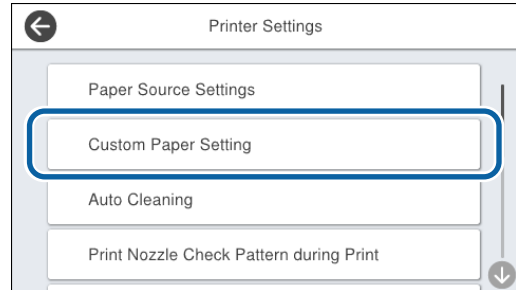 Printer Settings
Paper Source Settings
Custom Paper Setting
Auto Cleaning
Print Nozzle Check Pattern during Print